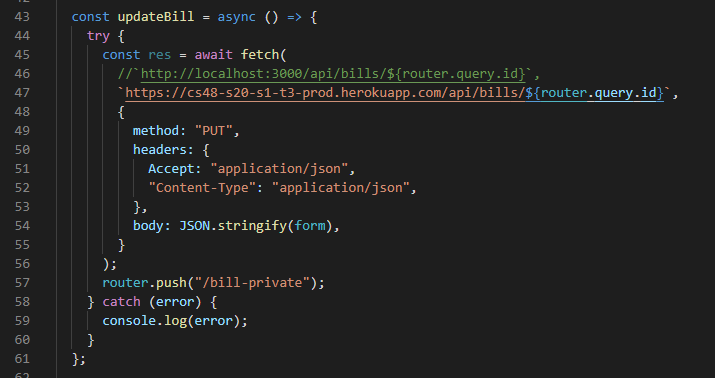 43 const updateBill = async () => {
44 try {
45 const res = await fetch(
46 //`http://localhost:3000/api/bills/${router.query.id}`,
47 `https://cs48-s20-s1-t3-prod.herokuapp.com/api/bills/${router.query.id}`,
48 {
49 method: "PUT",
50 headers: {
51 Accept: "application/json",
52 "Content-Type": "application/json",
53 },
54 body: JSON.stringify(form),
55 }
56 );
57 router.push("/bill-private");
58 } catch (error) {
59 console.log(error);
60 }
61 };